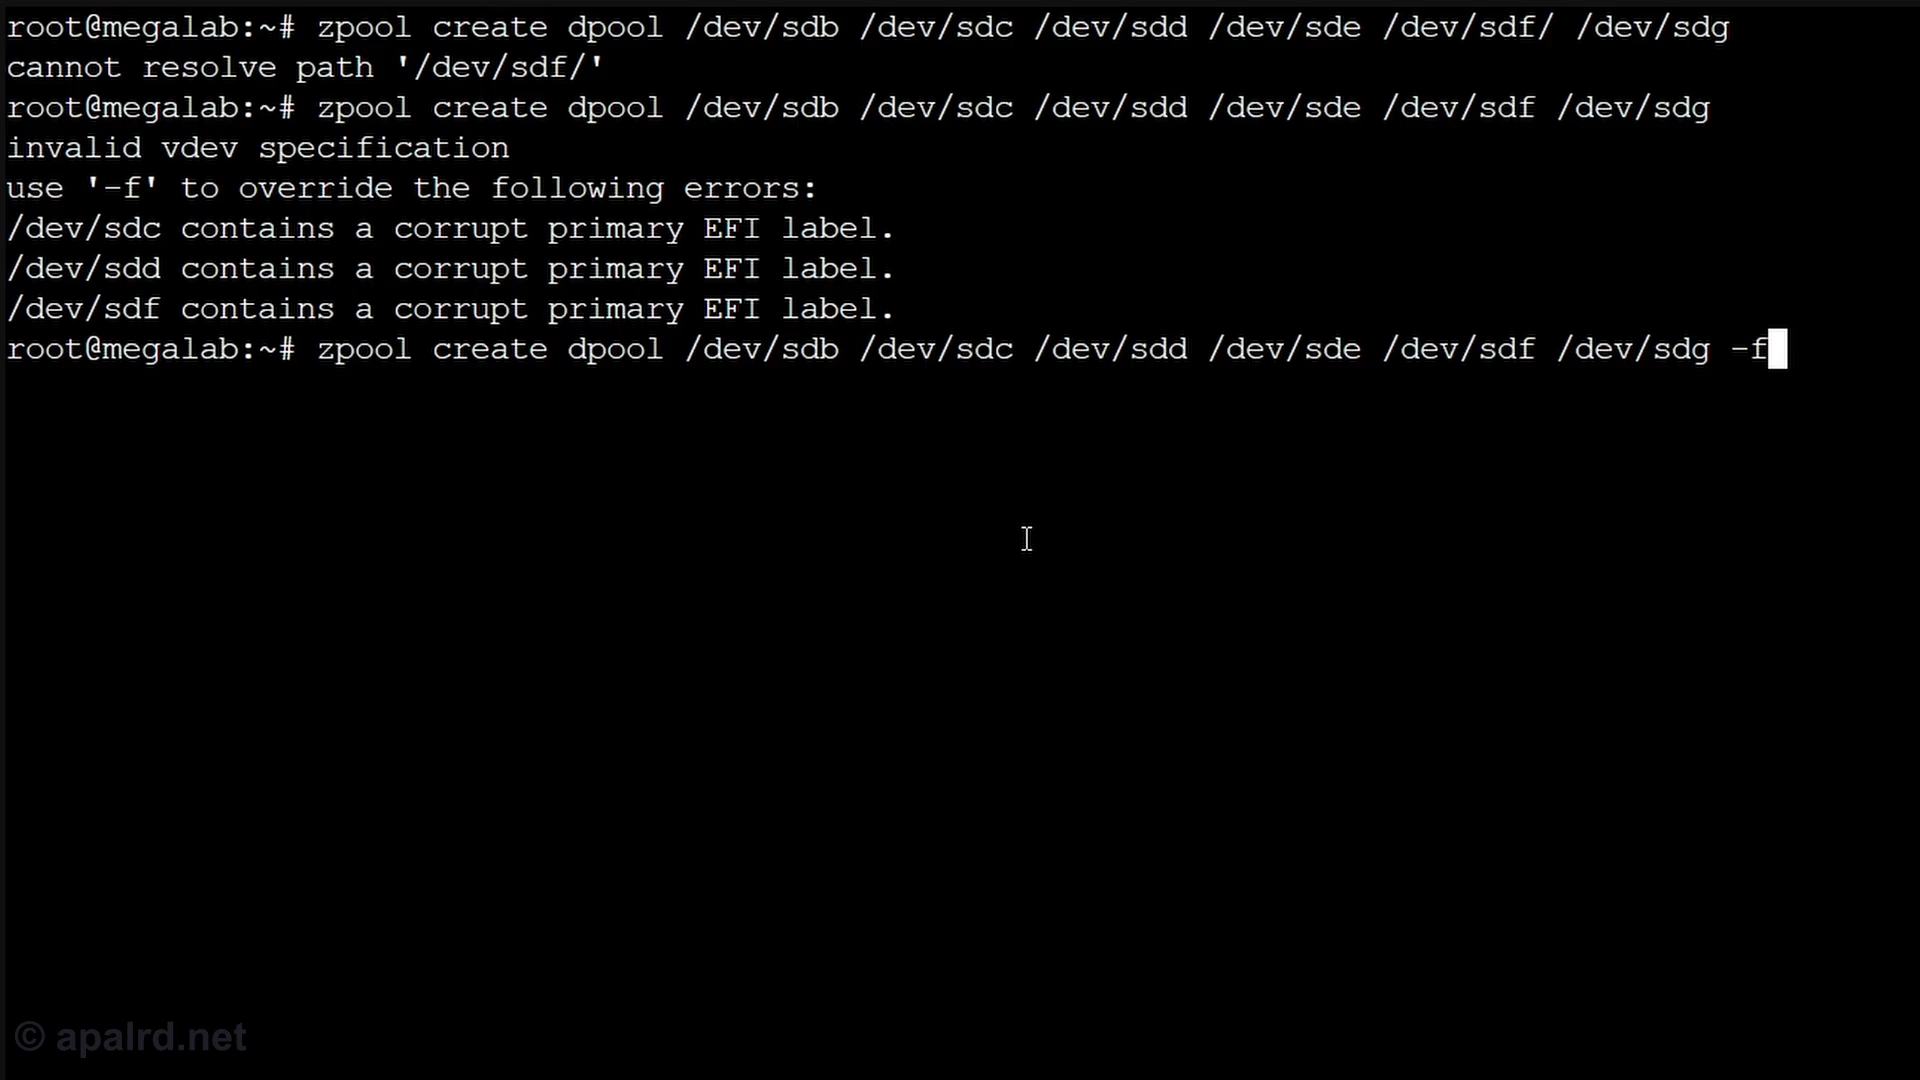 root@megalab:~# zpool create dpool /dev/sdb /dev/sdc /dev/sdd /dev/sde /dev/sdf/ /dev/sdg
cannot resolve path '/dev/sdf/'
root@megalab:~# zpool create dpool /dev/sdb /dev/sdc /dev/sdd /dev/sde /dev/sdf /dev/sdg
invalid vdev specification
use '-f' to override the following errors:
/dev/sdc contains a corrupt primary EFI label.
/dev/sdd contains a corrupt primary EFI label.
/dev/sdf contains a corrupt primary EFI label.
root@megalab:~# zpool create dpool /dev/sdb /dev/sdc /dev/sdd /dev/sde /dev/sdf /dev/sdg -f
© apalrd.net